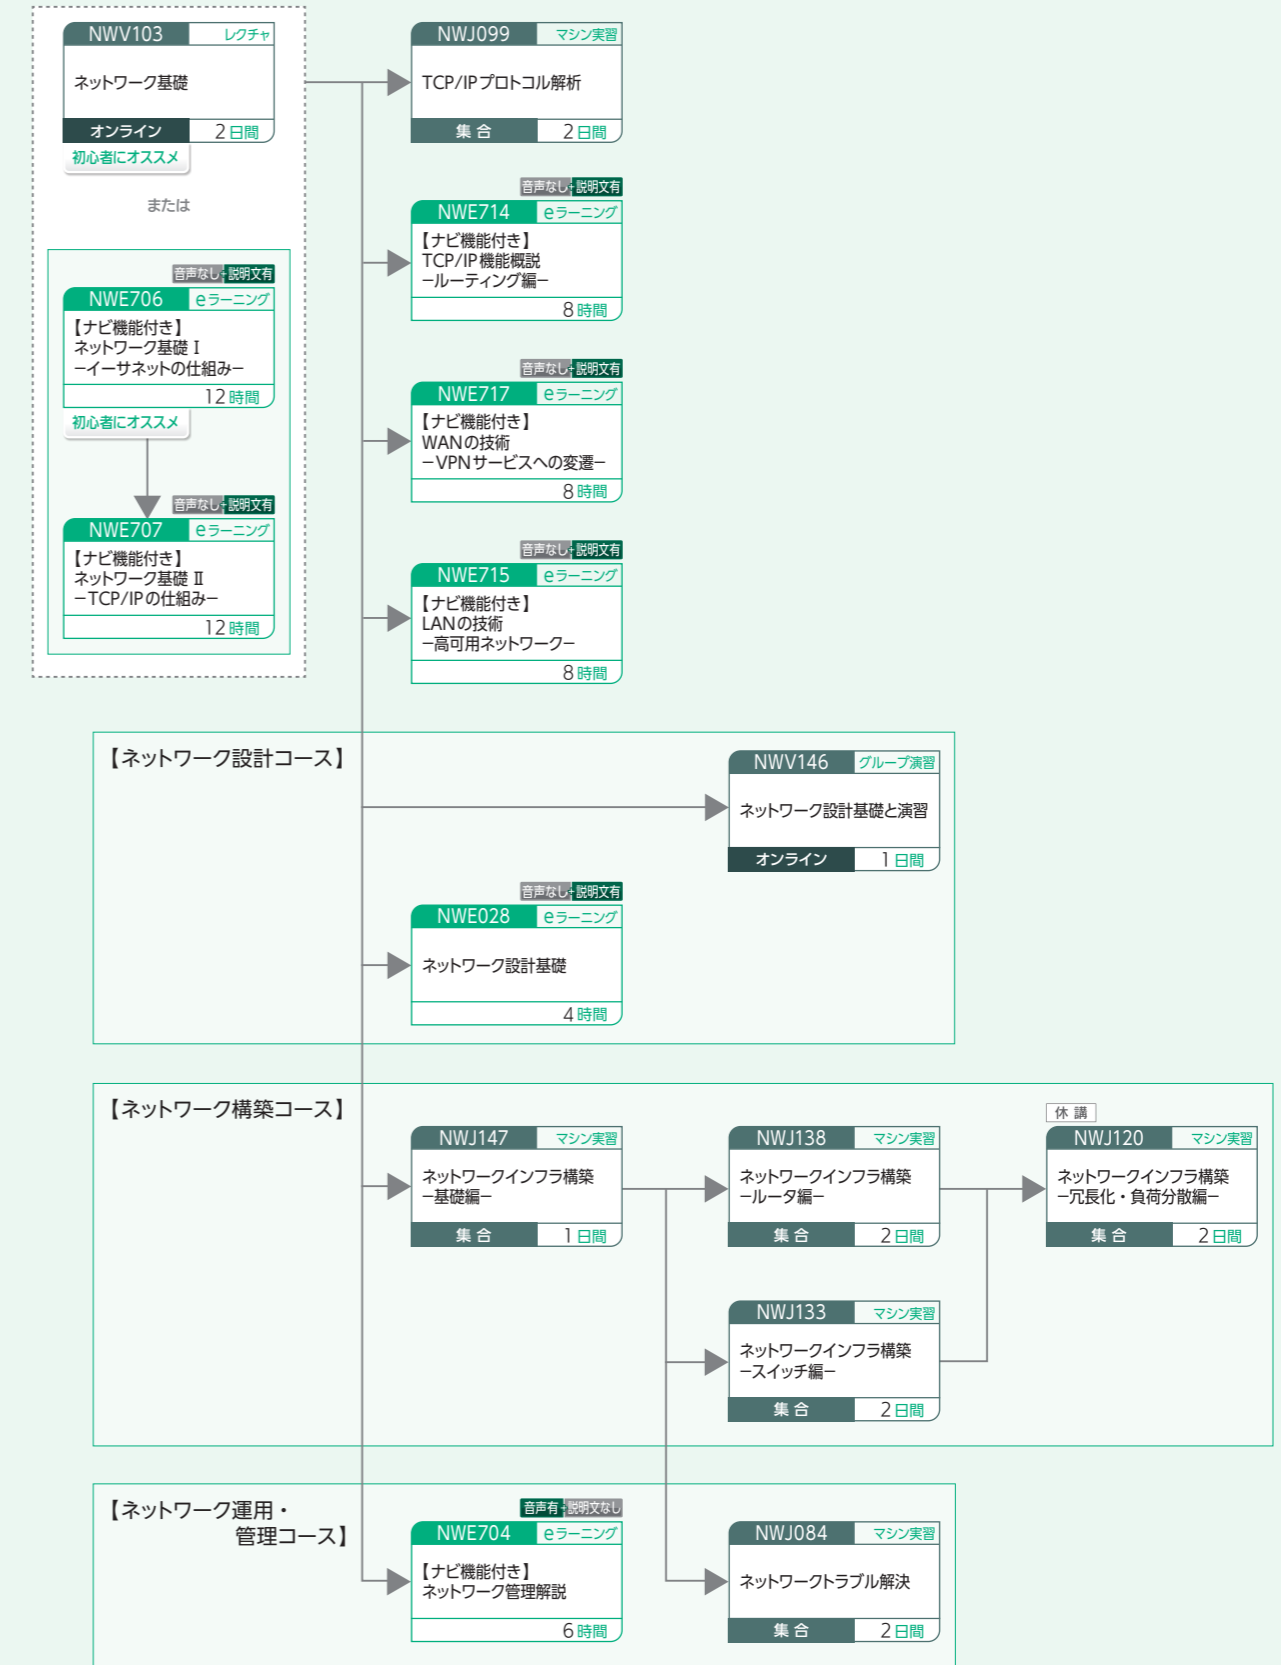 NWV103 レクチャ
ネットワーク基礎
オンライン 2日間
初心者にオススメ
または
音声なし+説明文有
NWE706 eラーニング
【ナビ機能付き】
ネットワーク基礎 Ⅰ
−イーサネットの仕組み−
12時間
初心者にオススメ
音声なし+説明文有
NWE707 eラーニング
【ナビ機能付き】
ネットワーク基礎 Ⅱ
−TCP/IPの仕組み−
12時間
NWJ099 マシン実習
TCP/IPプロトコル解析
集合 2日間
音声なし+説明文有
NWE714 eラーニング
【ナビ機能付き】
TCP/IP機能概説
−ルーティング編−
8時間
音声なし+説明文有
NWE717 eラーニング
【ナビ機能付き】
WANの技術
−VPNサービスへの変遷−
8時間
音声なし+説明文有
NWE715 eラーニング
【ナビ機能付き】
LANの技術
−高可用ネットワーク−
8時間
【ネットワーク設計コース】
NWV146 グループ演習
ネットワーク設計基礎と演習
オンライン 1日間
音声なし+説明文有
NWE028 eラーニング
ネットワーク設計基礎
4時間
【ネットワーク構築コース】
NWJ147 マシン実習
ネットワークインフラ構築
−基礎編−
集合 1日間
NWJ138 マシン実習
ネットワークインフラ構築
−ルータ編−
集合 2日間
休講
NWJ120 マシン実習
ネットワークインフラ構築
−冗長化・負荷分散編−
集合 2日間
NWJ133 マシン実習
ネットワークインフラ構築
−スイッチ編−
集合 2日間
【ネットワーク運用・
管理コース】
音声有+説明文なし
NWE704 eラーニング
【ナビ機能付き】
ネットワーク管理解説
6時間
NWJ084 マシン実習
ネットワークトラブル解決
集合 2日間